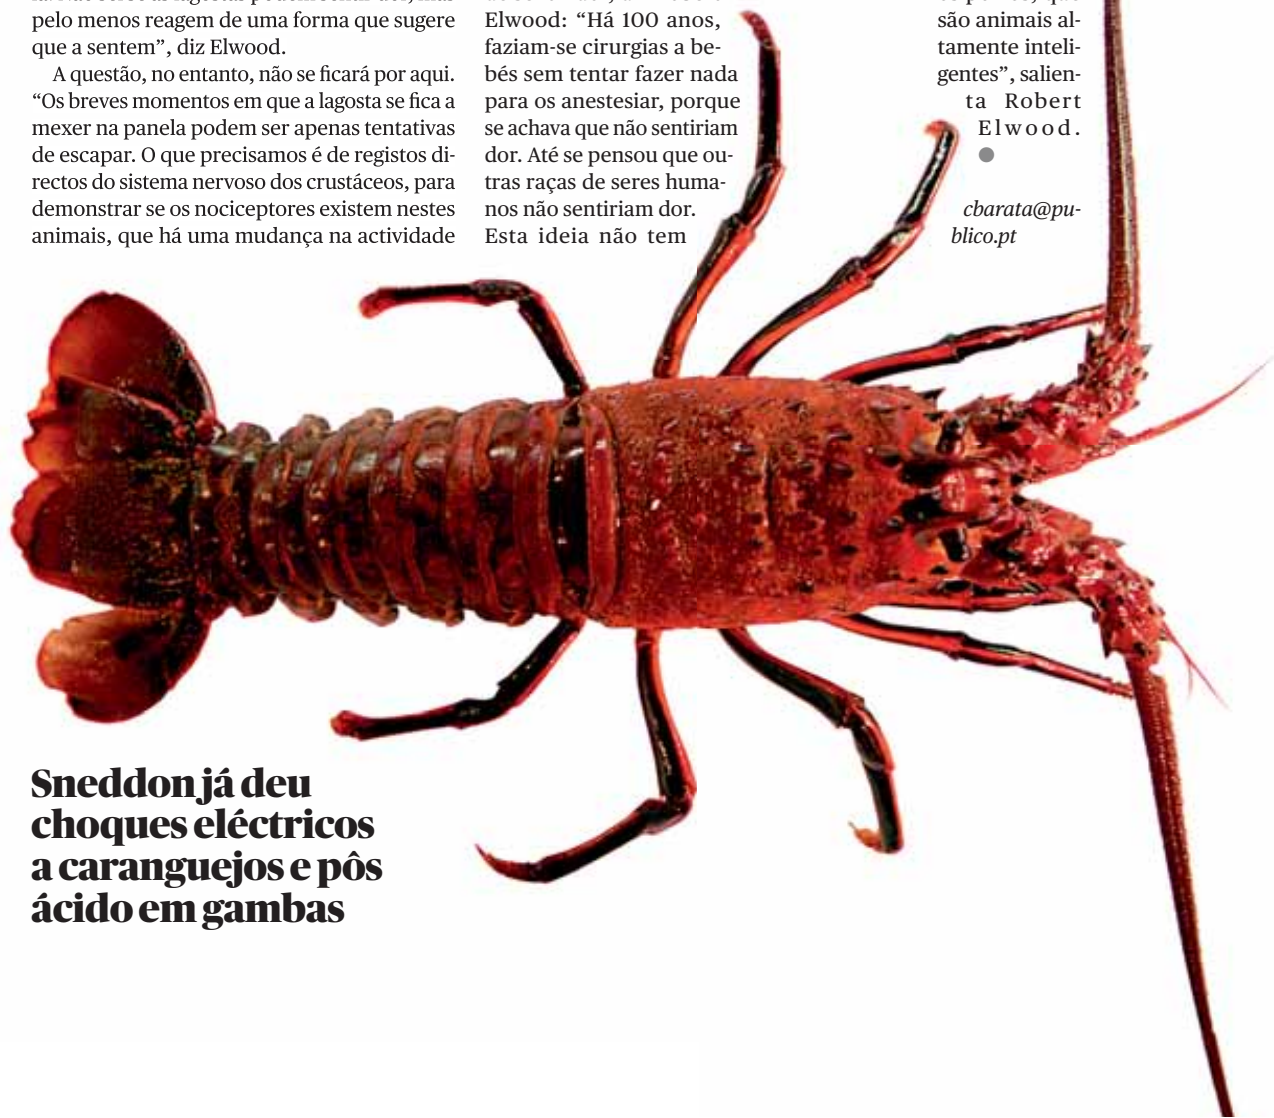 pelo menos reagem de uma forma que sugere
que a sentem”, diz Elwood.
A questão, no entanto, não se ficará por aqui.
“Os breves momentos em que a lagosta se fica a
mexer na panela podem ser apenas tentativas
de escapar. O que precisamos é de registos di-
rectos do sistema nervoso dos crustáceos, para
demonstrar se os nociceptores existem nestes
animais, que há uma mudança na actividade
Elwood: “Há 100 anos,
faziam-se cirurgias a be-
bés sem tentar fazer nada
para os anestesiar, porque
se achava que não sentiriam
dor. Até se pensou que ou-
tras raças de seres huma-
nos não sentiriam dor.
Esta ideia não tem
são animais al-
tamente inteli-
gentes”, salien-
ta Robert
Elwood.
cbarata@pu-
blico.pt
Sneddon já deu
choques eléctricos
a caranguejos e pôs
ácido em gambas